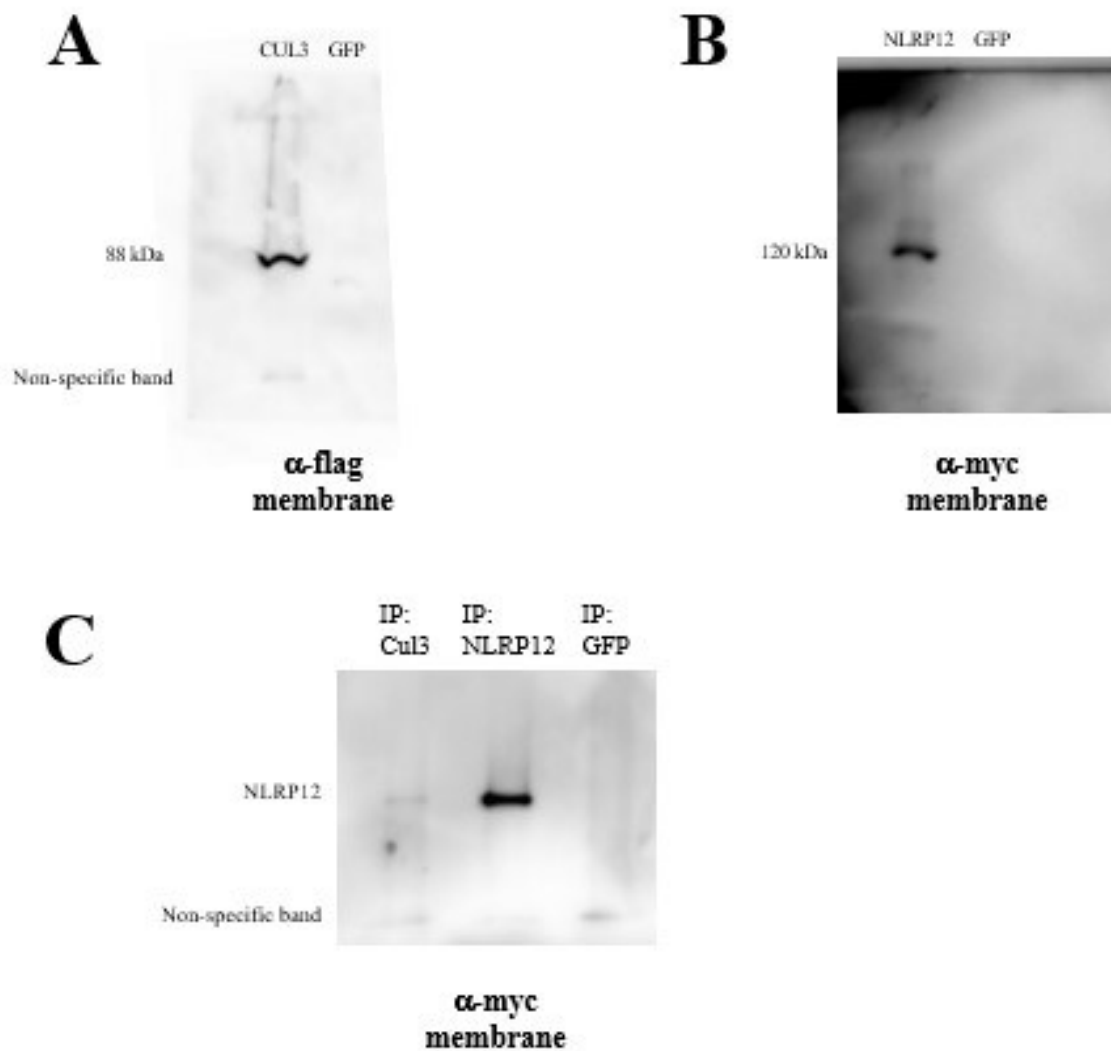 A
CUL3 GFP
88 kDa
Non-specific band
α-flag
membrane
B
NLRP12 GFP
120 kDa
α-myc
membrane
C
IP: IP: IP:
Cul3 NLRP12 GFP
NLRP12
Non-specific band
α-myc
membrane